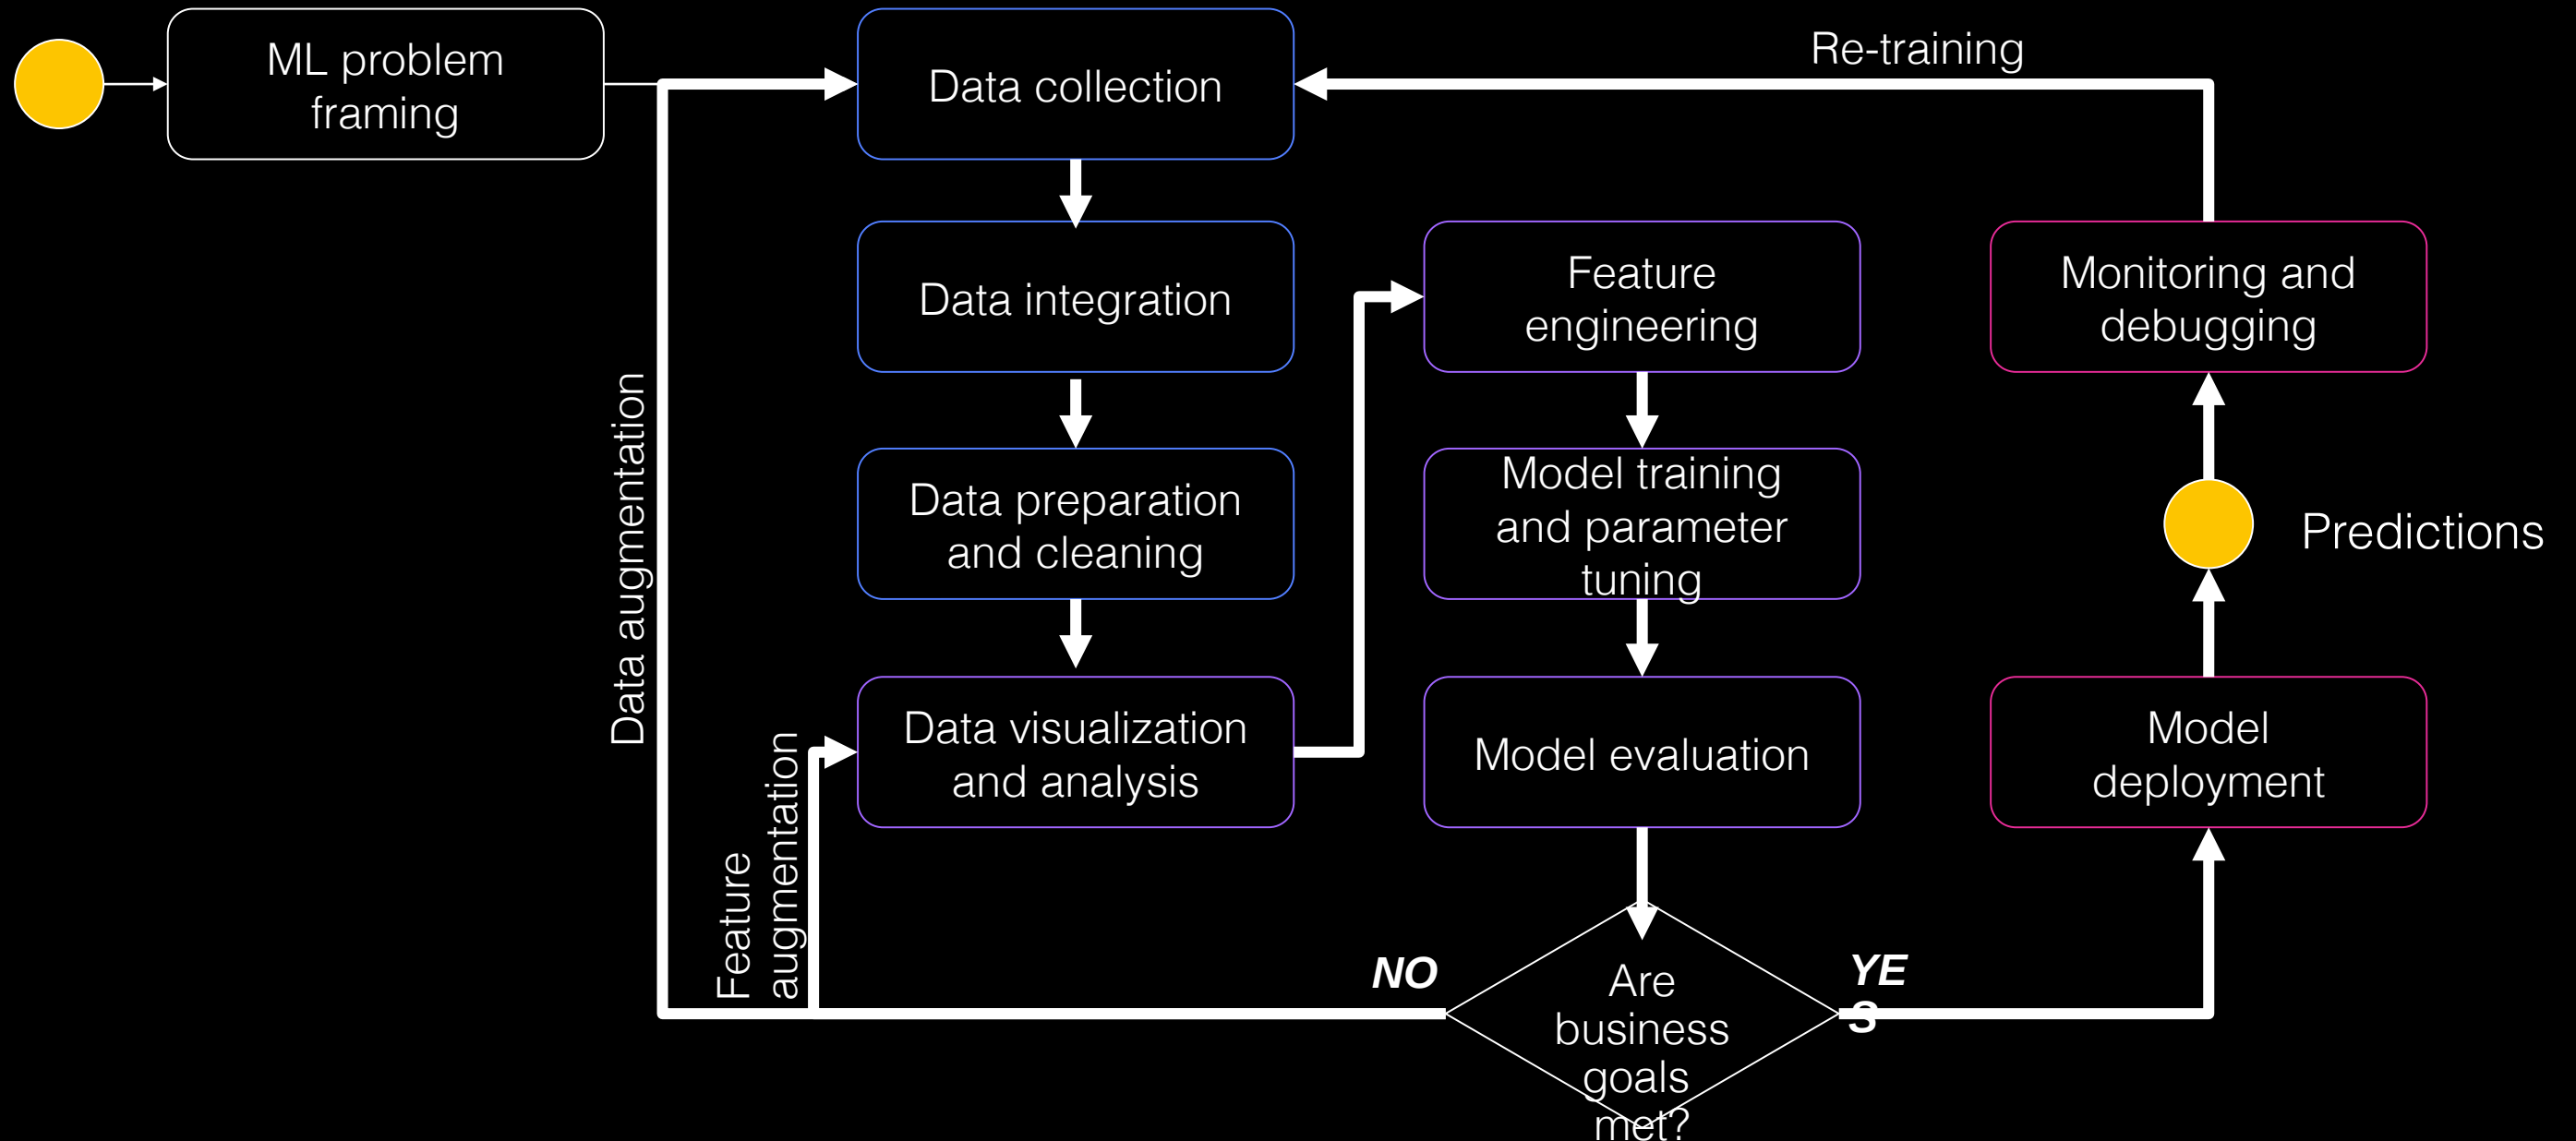 ML problem
framing
Data collection
Re-training
Data integration
Feature
engineering
Monitoring and
debugging
Data augmentation
Data preparation
and cleaning
Model training
and parameter
tuning
Predictions
Feature
augmentation
Data visualization
and analysis
Model evaluation
Model
deployment
NO
Are
business
goals
met?
YE
S